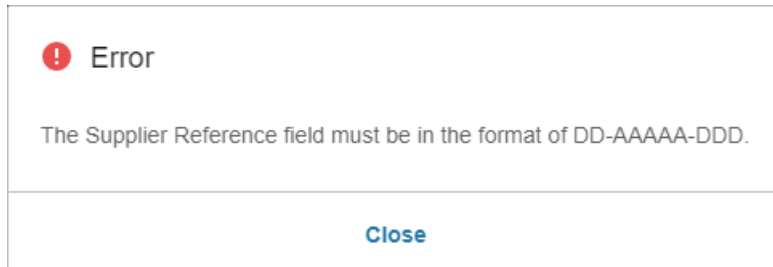 Error
The Supplier Reference field must be in the format of DD-AAAAA-DDD.
Close